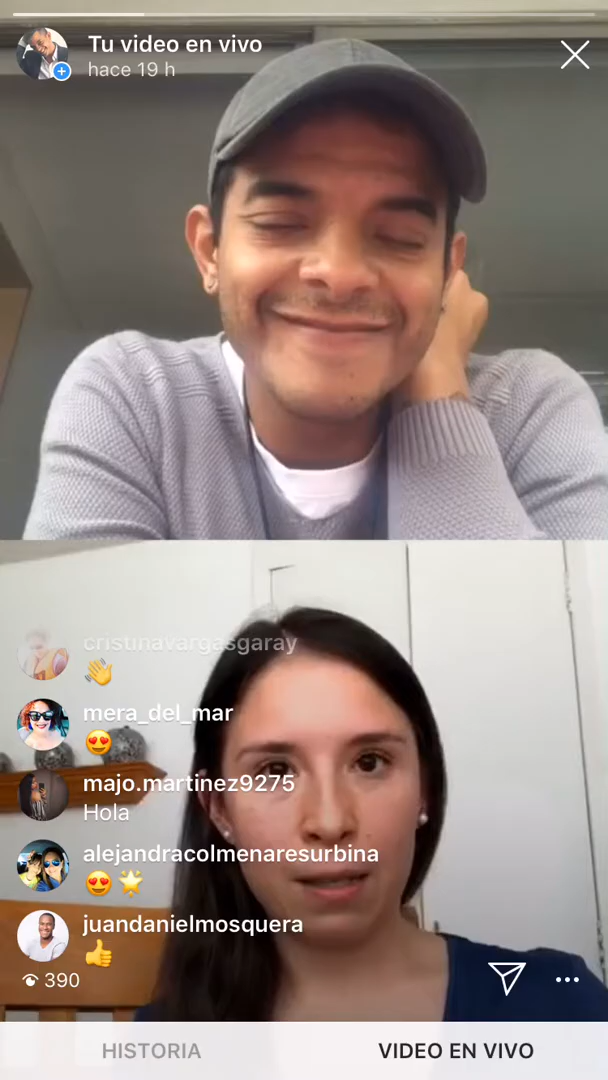 Tu video en vivo
hace 19 h
cristinavargasgaray
👋
mera_del_mar
😍
majo.martinez9275
Hola
alejandracolmenaresurbina
😍🌟
juandanielmosquera
👍
390
HISTORIA
VIDEO EN VIVO